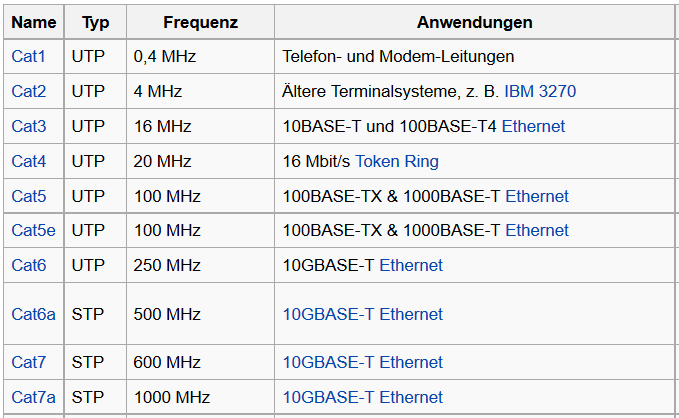 Name Typ Frequenz Anwendungen
Cat1 UTP 0,4 MHz Telefon- und Modem-Leitungen
Cat2 UTP 4 MHz Ältere Terminalsysteme, z. B. IBM 3270
Cat3 UTP 16 MHz 10BASE-T und 100BASE-T4 Ethernet
Cat4 UTP 20 MHz 16 Mbit/s Token Ring
Cat5 UTP 100 MHz 100BASE-TX & 1000BASE-T Ethernet
Cat5e UTP 100 MHz 100BASE-TX & 1000BASE-T Ethernet
Cat6 UTP 250 MHz 10GBASE-T Ethernet
Cat6a STP 500 MHz 10GBASE-T Ethernet
Cat7 STP 600 MHz 10GBASE-T Ethernet
Cat7a STP 1000 MHz 10GBASE-T Ethernet